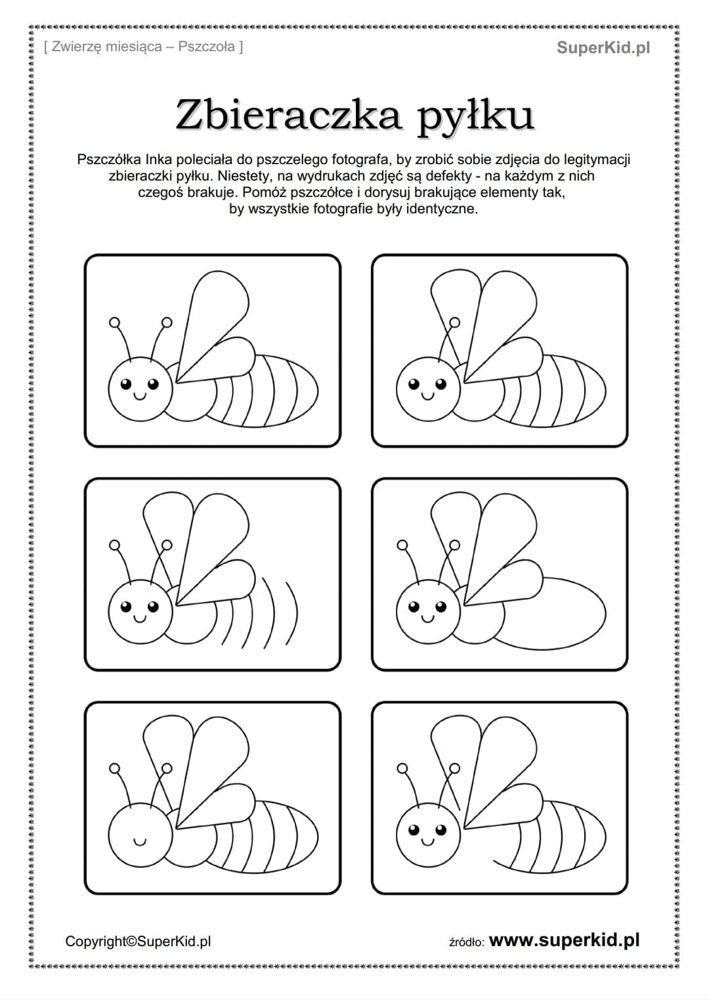 [ Zwierzę miesiąca – Pszczoła ]
SuperKid.pl
Zbieraczka pyłku
Pszczółka Inka poleciała do pszczelego fotografa, by zrobić sobie zdjęcia do legitymacji
zbieraczki pyłku. Niestety, na wydrukach zdjęć są defekty - na każdym z nich
czegoś brakuje. Pomóż pszczółce i dorysuj brakujące elementy tak,
by wszystkie fotografie były identyczne.
Copyright©SuperKid.pl
źródło: www.superkid.pl